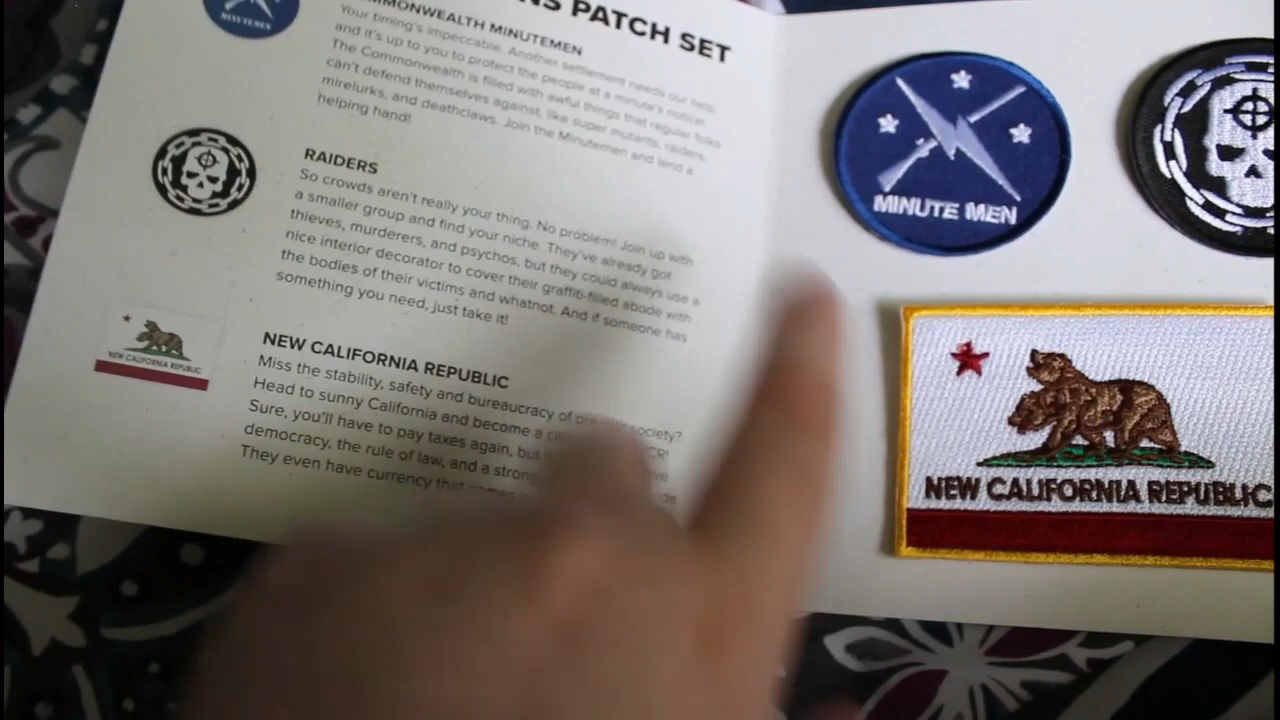 NS PATCH SET
MMONWEALTH MINUTEMEN
Your timing's impeccable. Another settlement needs our help,
and it's up to you to protect the people at a minute's notice!
The Commonwealth is filled with awful things that regular folks
can't defend themselves against, like super mutants, raiders,
mirelurks, and deathclaws. Join the Minutemen and lend a
helping hand!
MINUTEMEN
RAIDERS
So crowds aren't really your thing. No problem! Join up with
a smaller group and find your niche. They've already got
thieves, murderers, and psychos, but they could always use a
nice interior decorator to cover their graffiti-filled abode with
the bodies of their victims and whatnot. And if someone has
something you need, just take it!
NEW CALIFORNIA REPUBLIC
NEW CALIFORNIA REPUBLIC
Miss the stability, safety and bureaucracy of society?
Head to sunny California and become a CR!
Sure, you'll have to pay taxes again, but ve
democracy, the rule of law, and a strong de.
They even have currency that
MINUTE MEN
NEW CALIFORNIA REPUBLIC